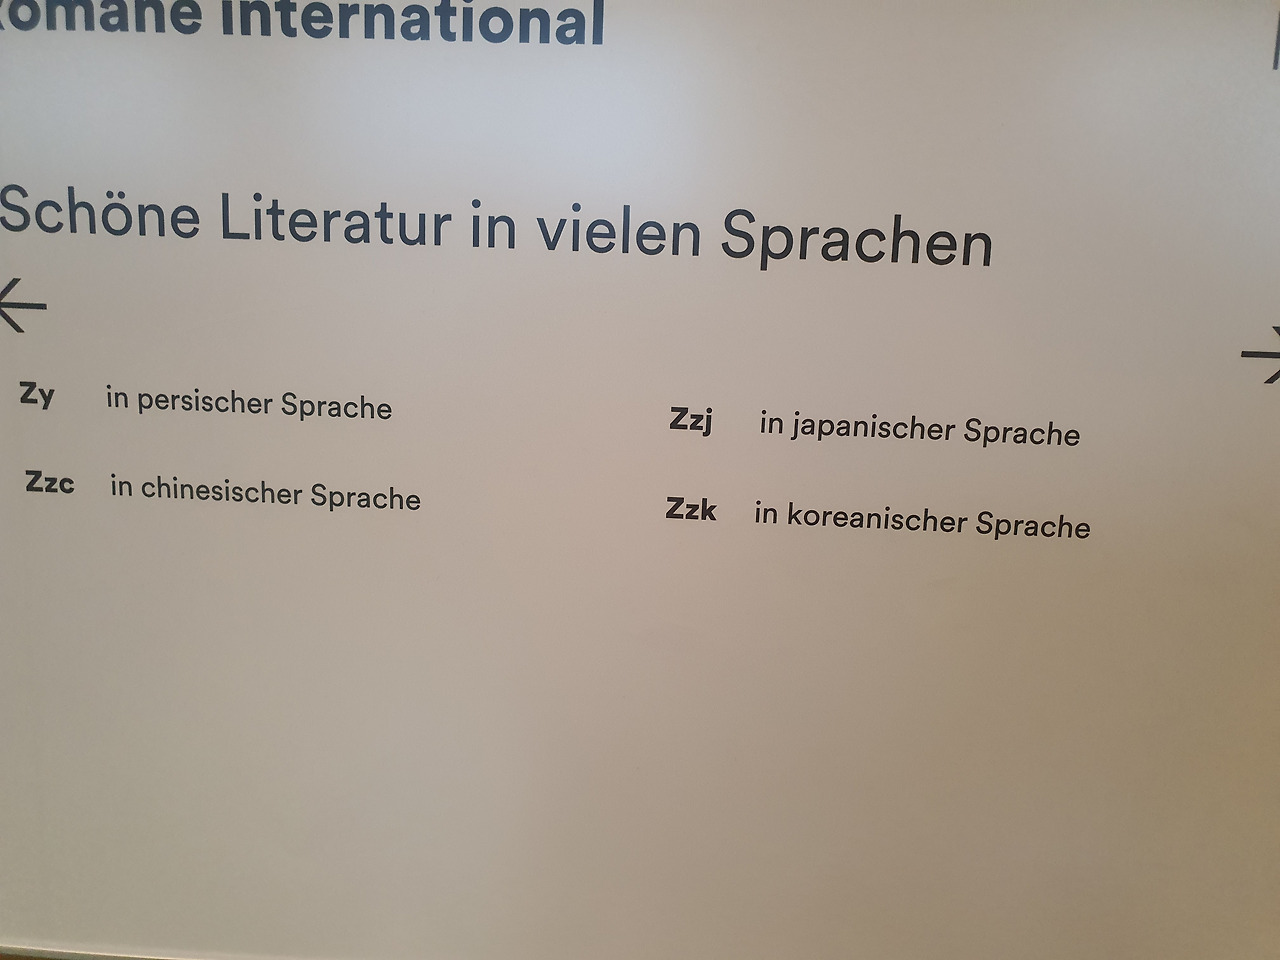 Romane international
Schöne Literatur in vielen Sprachen
←
→
Zy in persischer Sprache
Zzc in chinesischer Sprache
Zzj in japanischer Sprache
Zzk in koreanischer Sprache